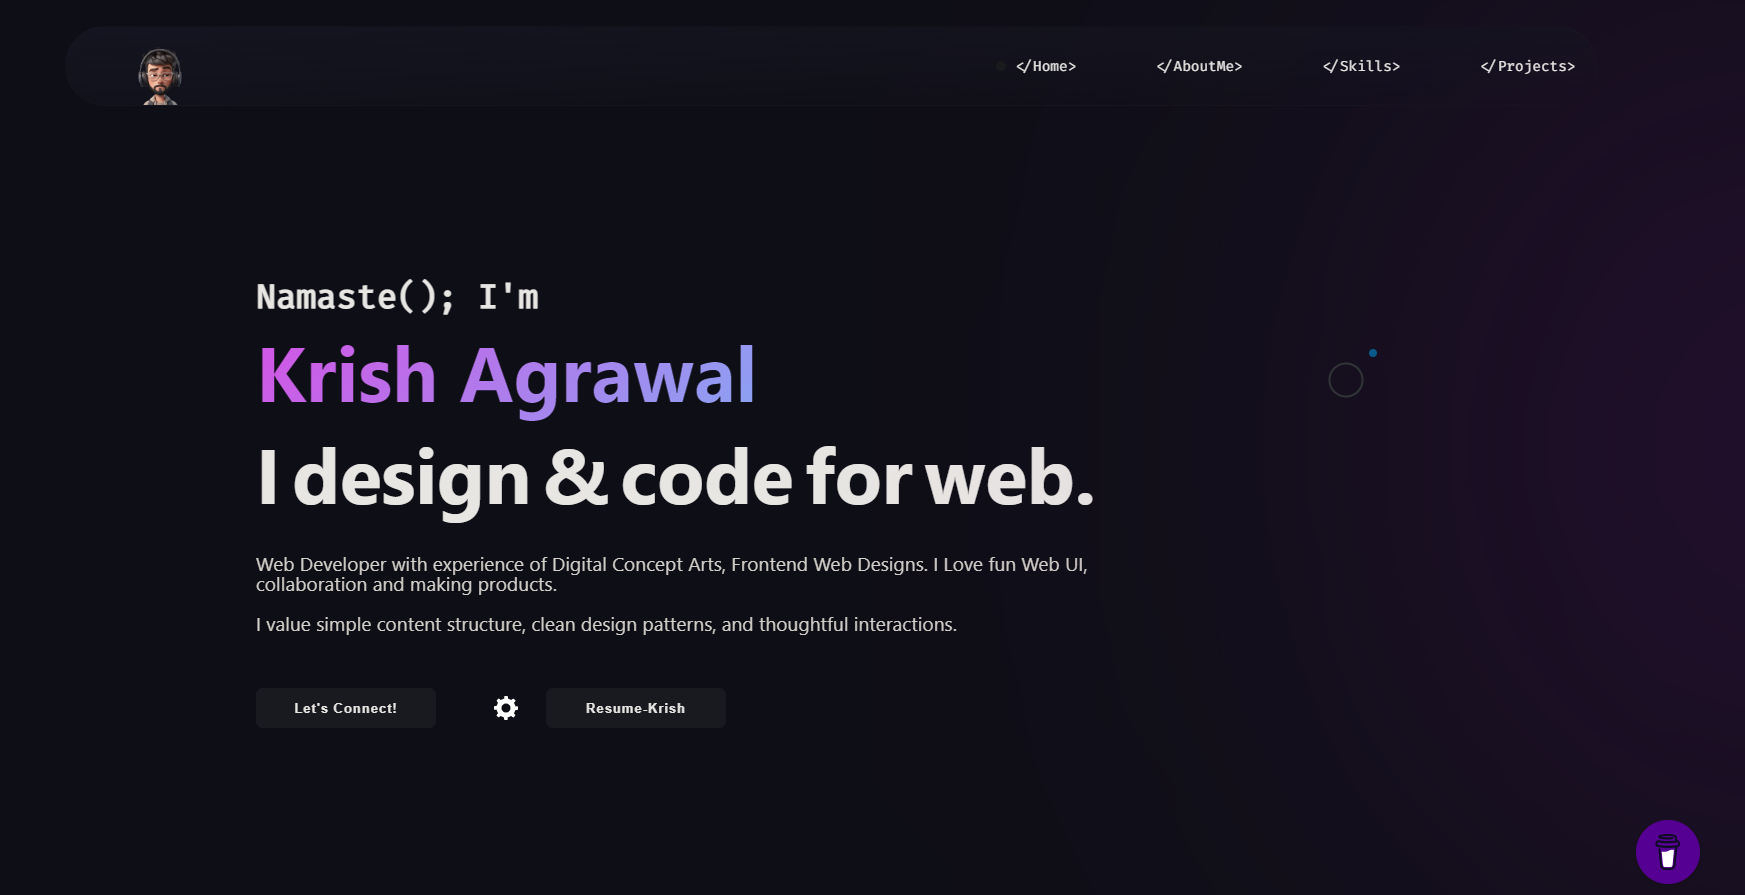 </Home>
</AboutMe>
</Skills>
</Projects>
Namaste(); I'm
Krish Agrawal
I design & code for web.
Web Developer with experience of Digital Concept Arts, Frontend Web Designs. I Love fun Web UI,
collaboration and making products.
I value simple content structure, clean design patterns, and thoughtful interactions.
Let's Connect!
Resume-Krish